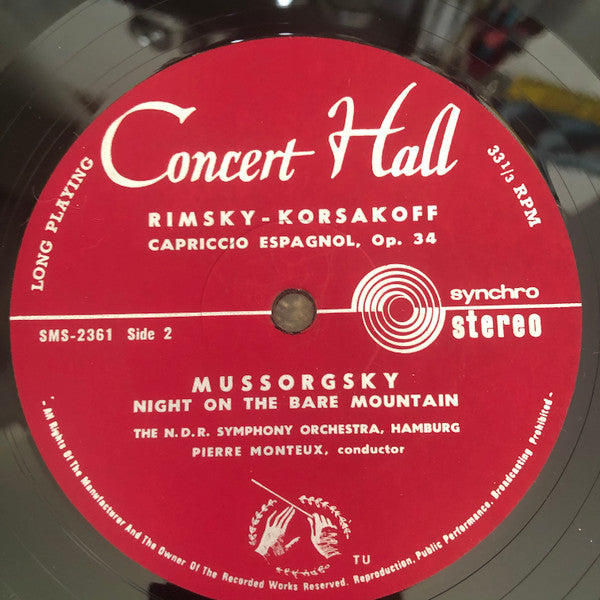 Concert Hall
LONG PLAYING
33 1/3 RPM
RIMSKY-KORSAKOFF
CAPRICCIO ESPAGNOL, Op. 34
synchro
stereo
SMS-2361 Side 2
MUSSORGSKY
NIGHT ON THE BARE MOUNTAIN
THE N.D.R. SYMPHONY ORCHESTRA, HAMBURG
PIERRE MONTEUX, conductor
TU
- All Rights Of The Manufacturer And The Owner Of The Recorded Works Reserved. Reproduction, Public Performance, Broadcasting Prohibited -